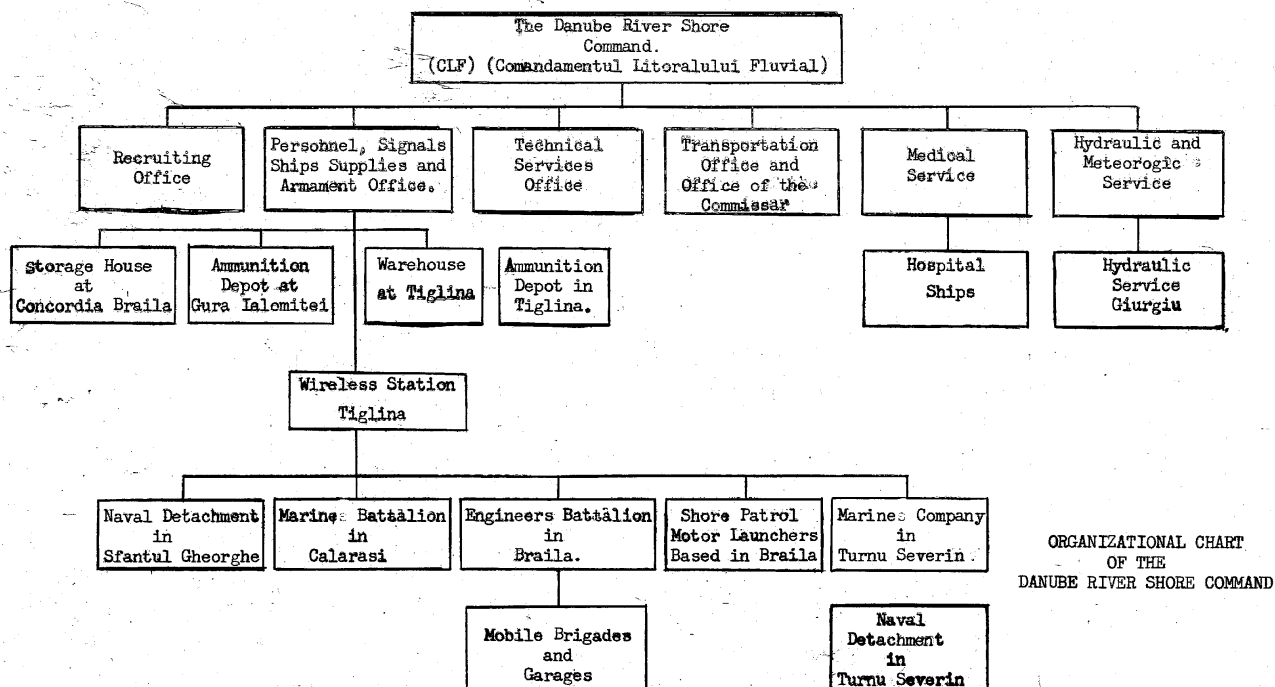 The Danube River Shore
Command.
(CLF) (Comandamentul Litoralului Fluvial)
Recruiting
Office
Personnel, Signals
Ships Supplies and
Armament Office.
Technical
Services
Office
Transportation
Office and
Office of the
Commissar
Medical
Service
Hydraulic and
Meteorogic
Service
Storage House
at
Concordia Braila
Ammunition
Depot at
Gura Ialomitei
Warehouse
at Tiglina
Ammunition
Depot in
Tiglina.
Hospital
Ships
Hydraulic
Service
Giurgiu
Wireless Station
Tiglina
Naval Detachment
in
Sfantul Gheorghe
Marines Battalion
in
Calarasi
Engineers Battalion
in
Braila.
Shore Patrol
Motor Launchers
Based in Braila
Marines Company
in
Turnu Severin.
ORGANIZATIONAL CHART
OF THE
DANUBE RIVER SHORE COMMAND
Mobile Brigades
and
Garages
Naval
Detachment
in
Turnu Severin